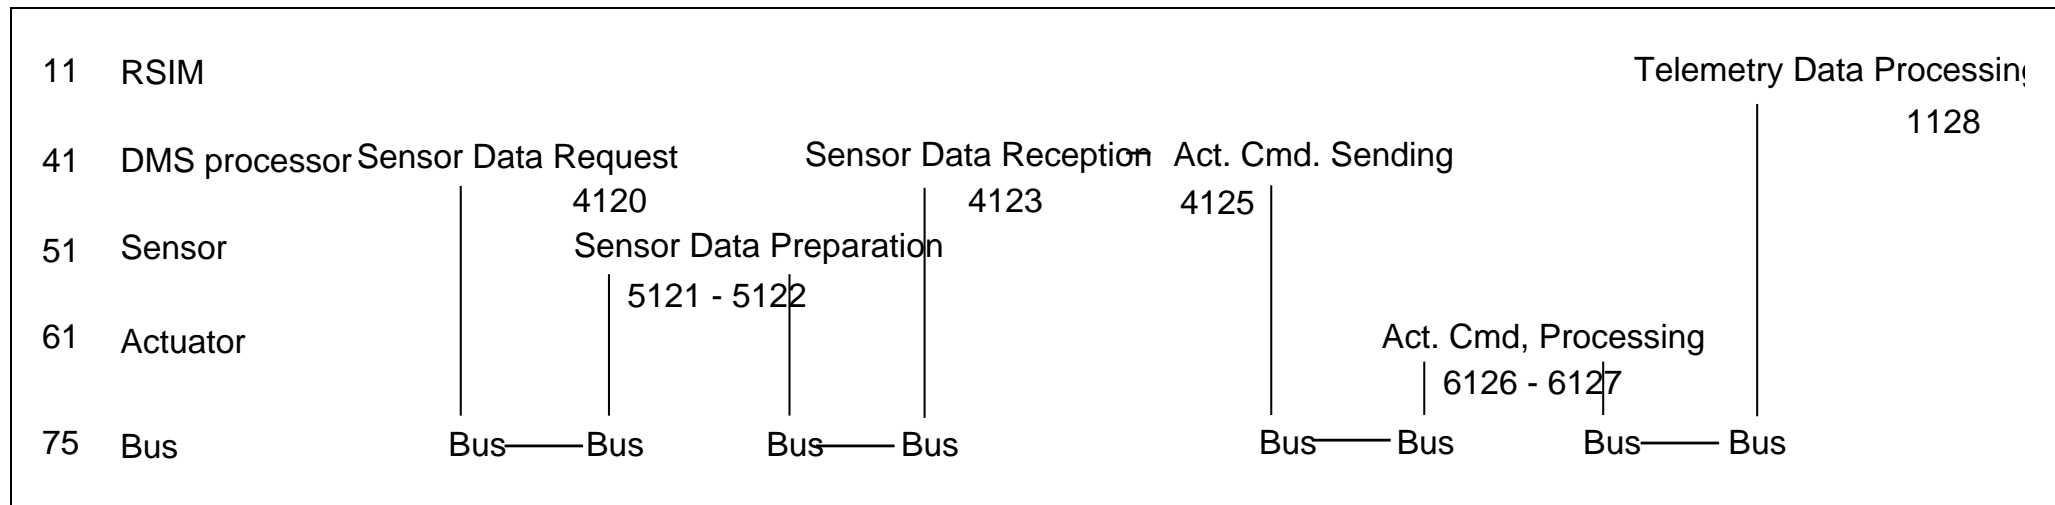 11 RSIM Telemetry Data Processing
1128
41 DMS processor Sensor Data Request Sensor Data Reception Act. Cmd. Sending
4120 4123 4125
51 Sensor Sensor Data Preparation
5121 - 5122
61 Actuator Act. Cmd, Processing
6126 - 6127
75 Bus Bus Bus Bus Bus Bus Bus Bus Bus